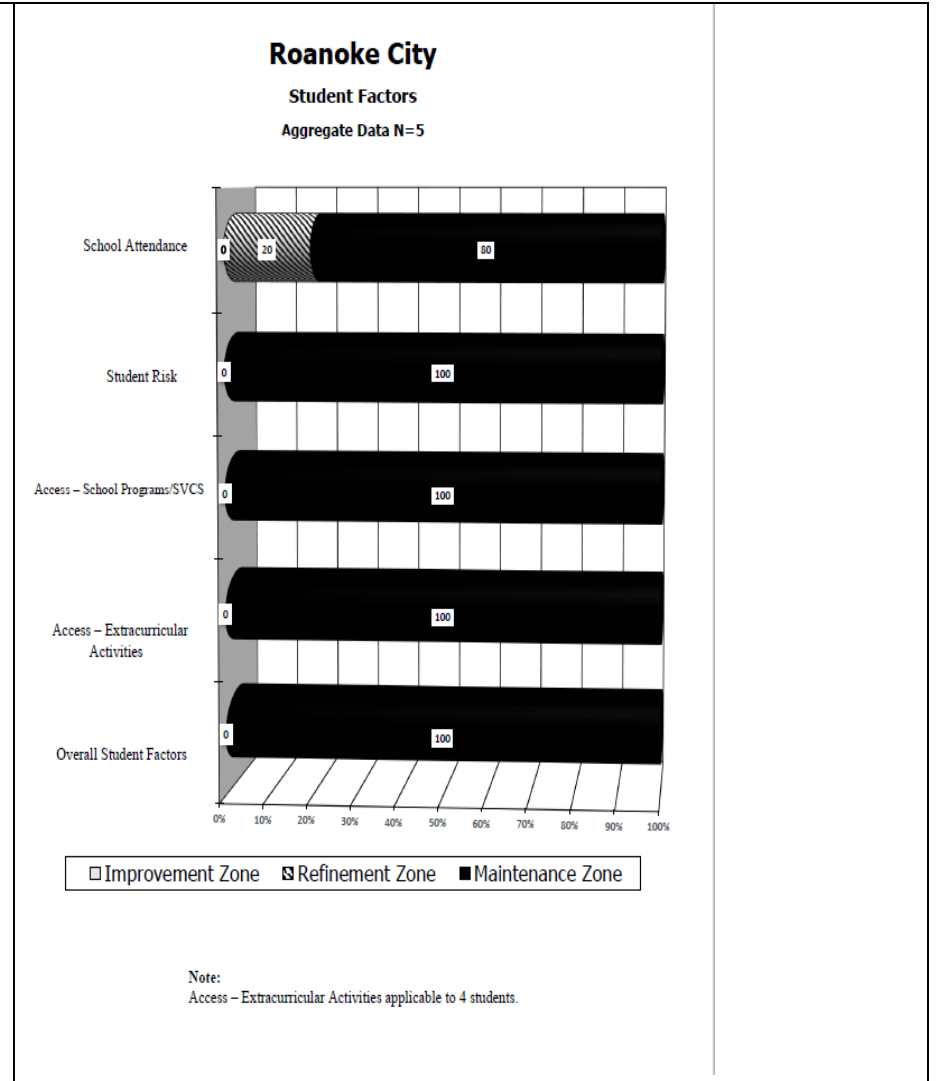 Roanoke City
Student Factors
Aggregate Data N=5
School Attendance
0 20 80
Student Risk
0 100
Access – School Programs/SVCS
0 100
Access – Extracurricular
Activities
0 100
Overall Student Factors
0 100
0% 10% 20% 30% 40% 50% 60% 70% 80% 90% 100%
Improvement Zone Refinement Zone Maintenance Zone
Note:
Access – Extracurricular Activities applicable to 4 students.